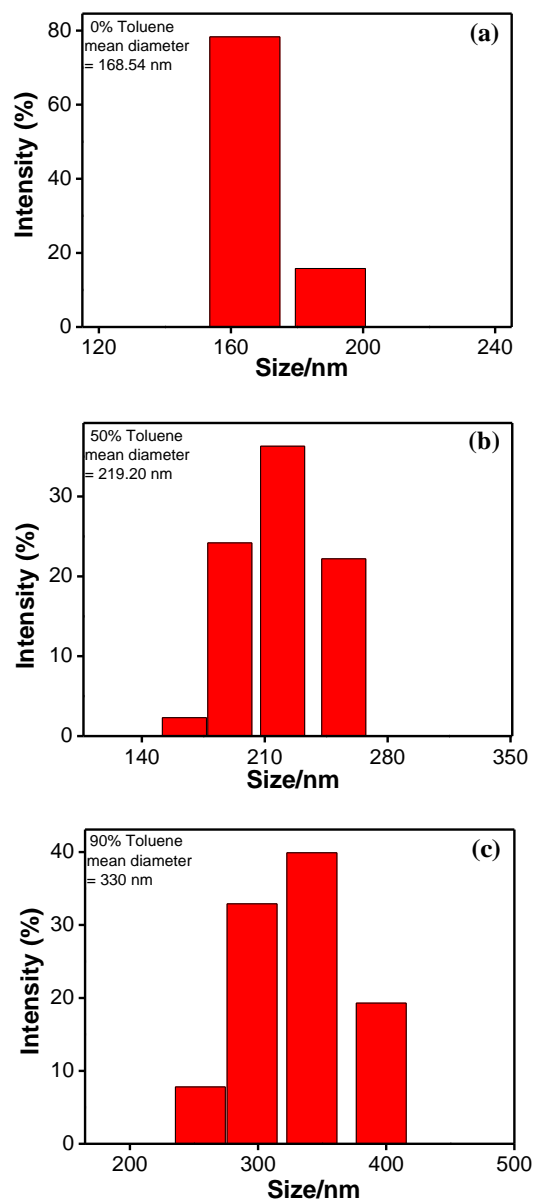 0% Toluene
mean diameter
= 168.54 nm
(a)
80
60
40
20
0
Intensity (%)
120 160 200 240
Size/nm
50% Toluene
mean diameter
= 219.20 nm
(b)
30
20
10
0
Intensity (%)
140 210 280 350
Size/nm
90% Toluene
mean diameter
= 330 nm
(c)
40
30
20
10
0
Intensity (%)
200 300 400 500
Size/nm